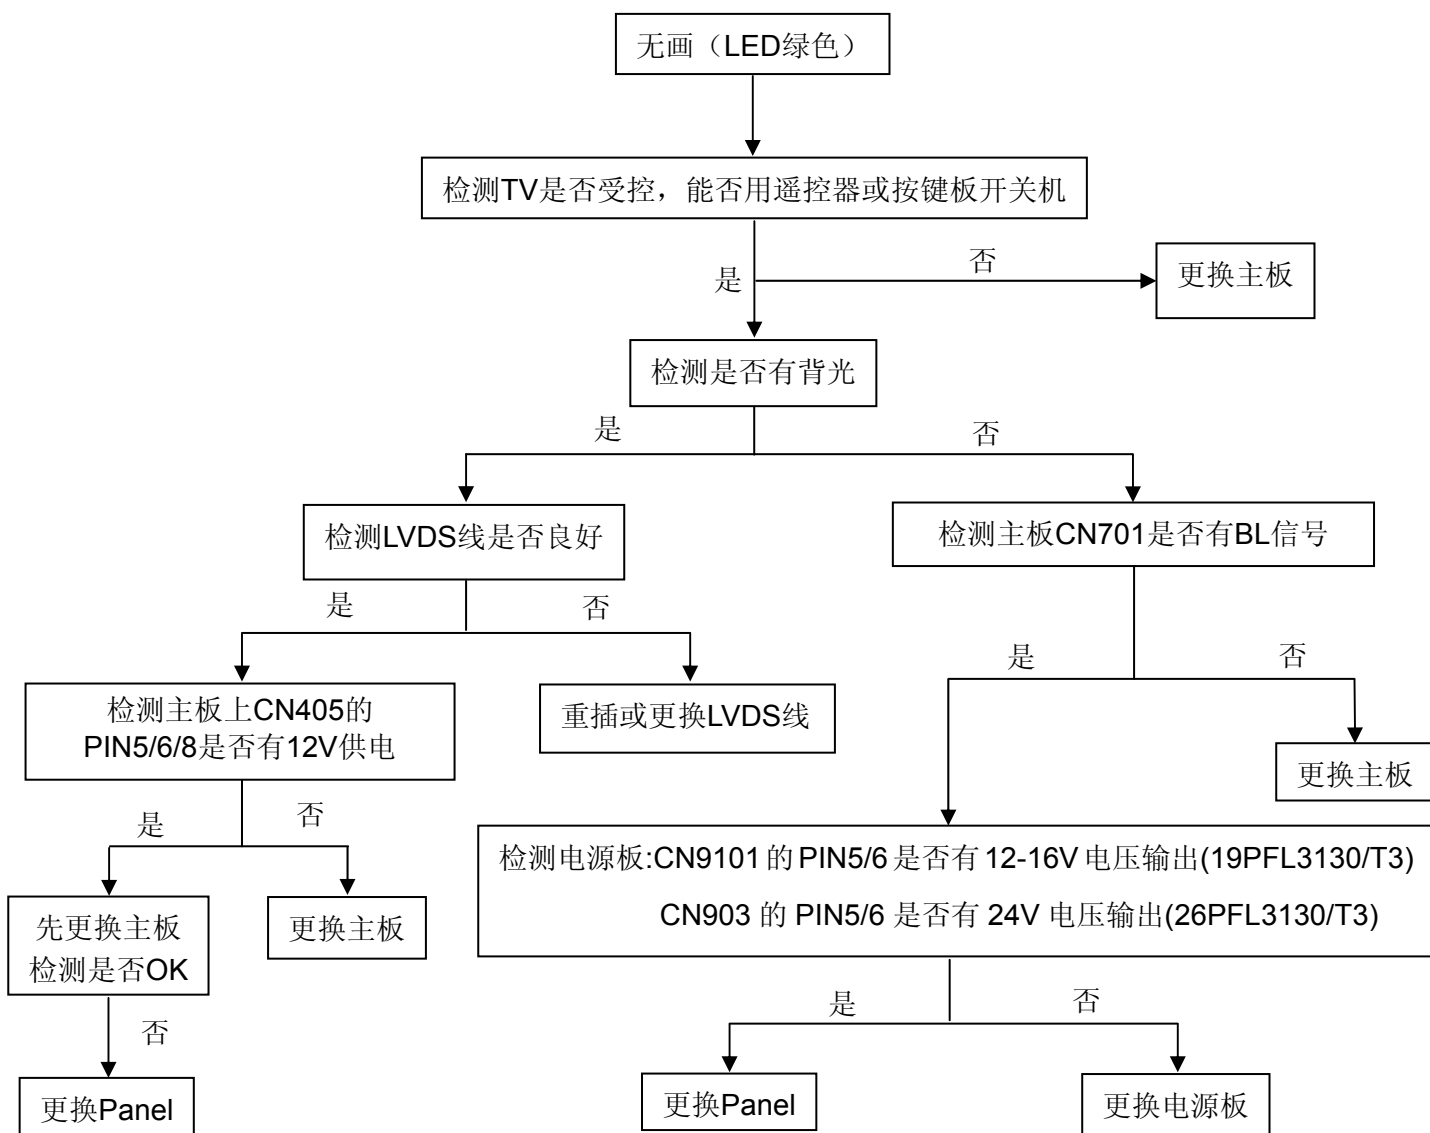 无画（LED绿色）
检测TV是否受控，能否用遥控器或按键板开关机
是
否
更换主板
检测是否有背光
是
否
检测LVDS线是否良好
检测主板CN701是否有BL信号
是
否
是
否
检测主板上CN405的
PIN5/6/8是否有12V供电
重插或更换LVDS线
更换主板
是
否
检测电源板:CN9101 的 PIN5/6 是否有 12-16V 电压输出(19PFL3130/T3)
CN903 的 PIN5/6 是否有 24V 电压输出(26PFL3130/T3)
先更换主板
检测是否OK
更换主板
否
是
否
更换Panel
更换Panel
更换电源板